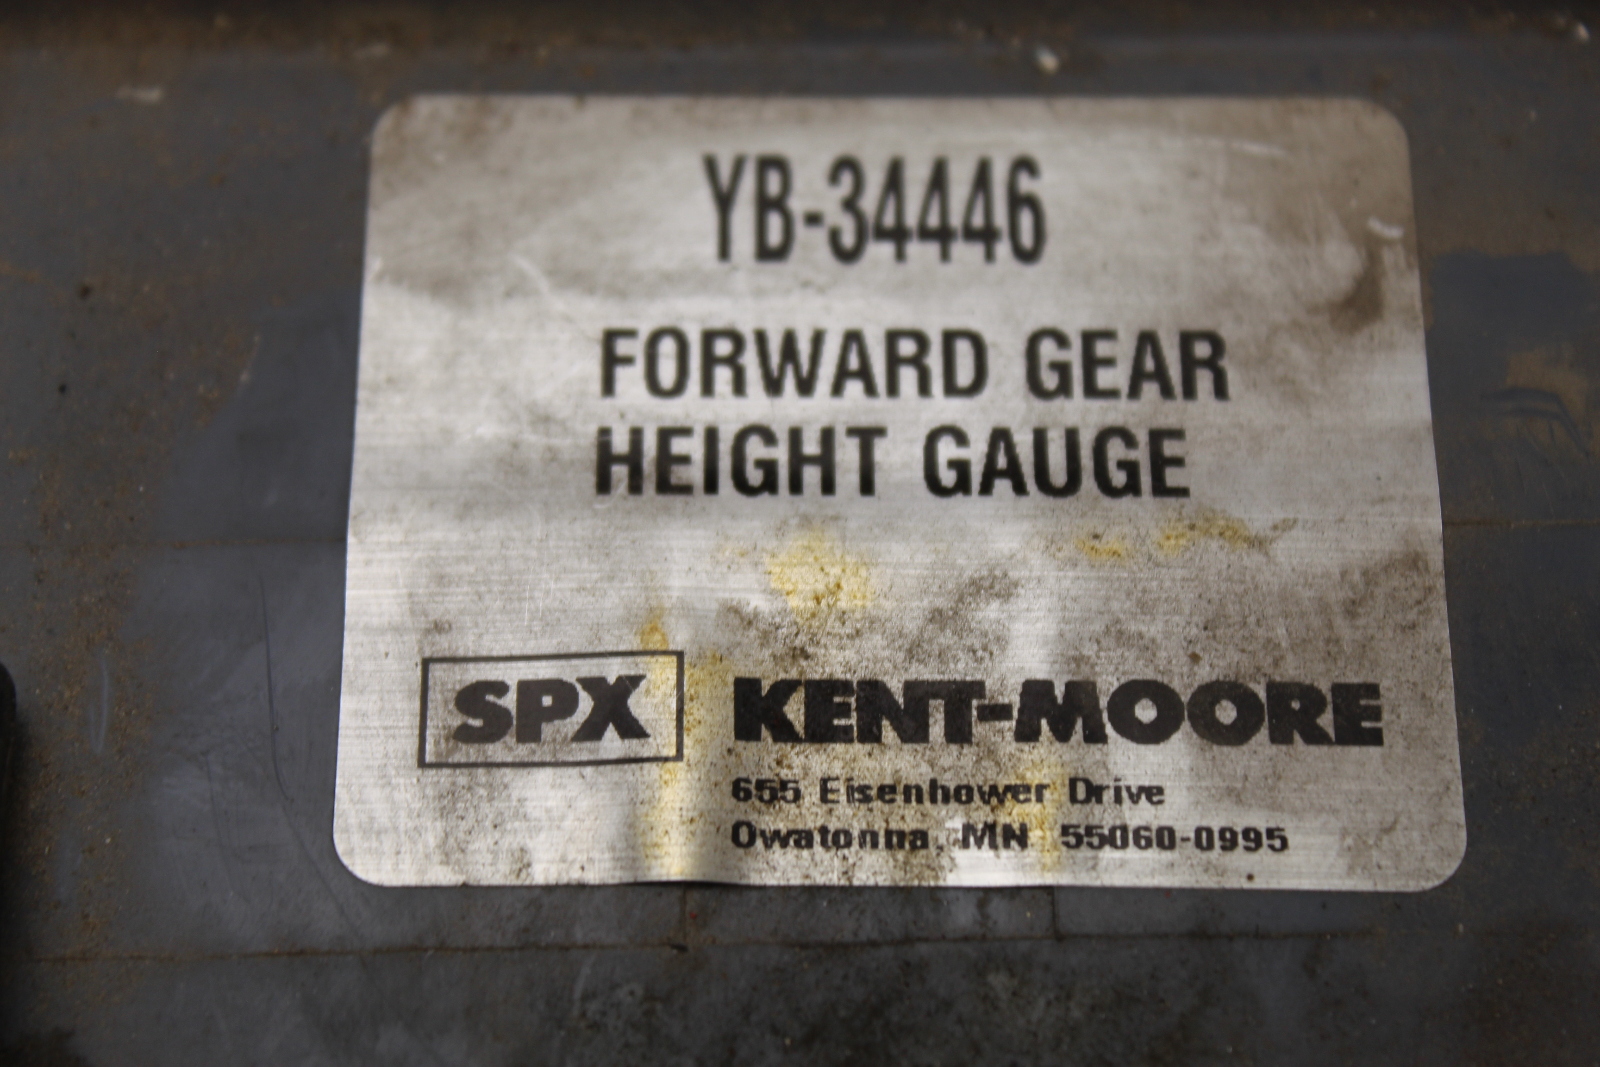 YB-34446
FORWARD GEAR
HEIGHT GAUGE
SPX KENT-MOORE
655 Eisenhower Drive
Owatonna, MN 55060-0995